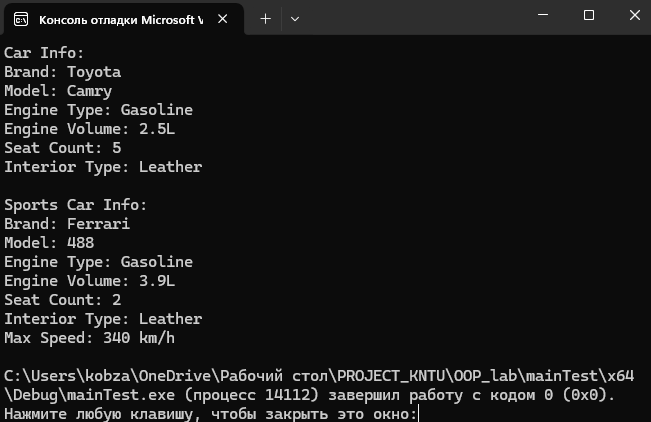 Консоль отладки Microsoft V
Car Info:
Brand: Toyota
Model: Camry
Engine Type: Gasoline
Engine Volume: 2.5L
Seat Count: 5
Interior Type: Leather
Sports Car Info:
Brand: Ferrari
Model: 488
Engine Type: Gasoline
Engine Volume: 3.9L
Seat Count: 2
Interior Type: Leather
Max Speed: 340 km/h
C:\Users\kobza\OneDrive\Рабочий стол\PROJECT_KNTU\OOP_lab\mainTest\x64
\Debug\mainTest.exe (процесс 14112) завершил работу с кодом 0 (0x0).
Нажмите любую клавишу, чтобы закрыть это окно: